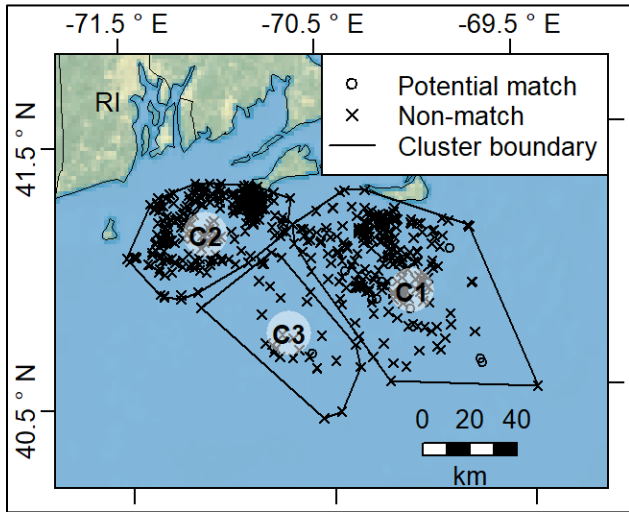 -71.5 ° E -70.5 ° E -69.5 ° E
Potential match
Non-match
Cluster boundary
RI
41.5 ° N
C2
C1
C3
40.5 ° N
0 20 40
km